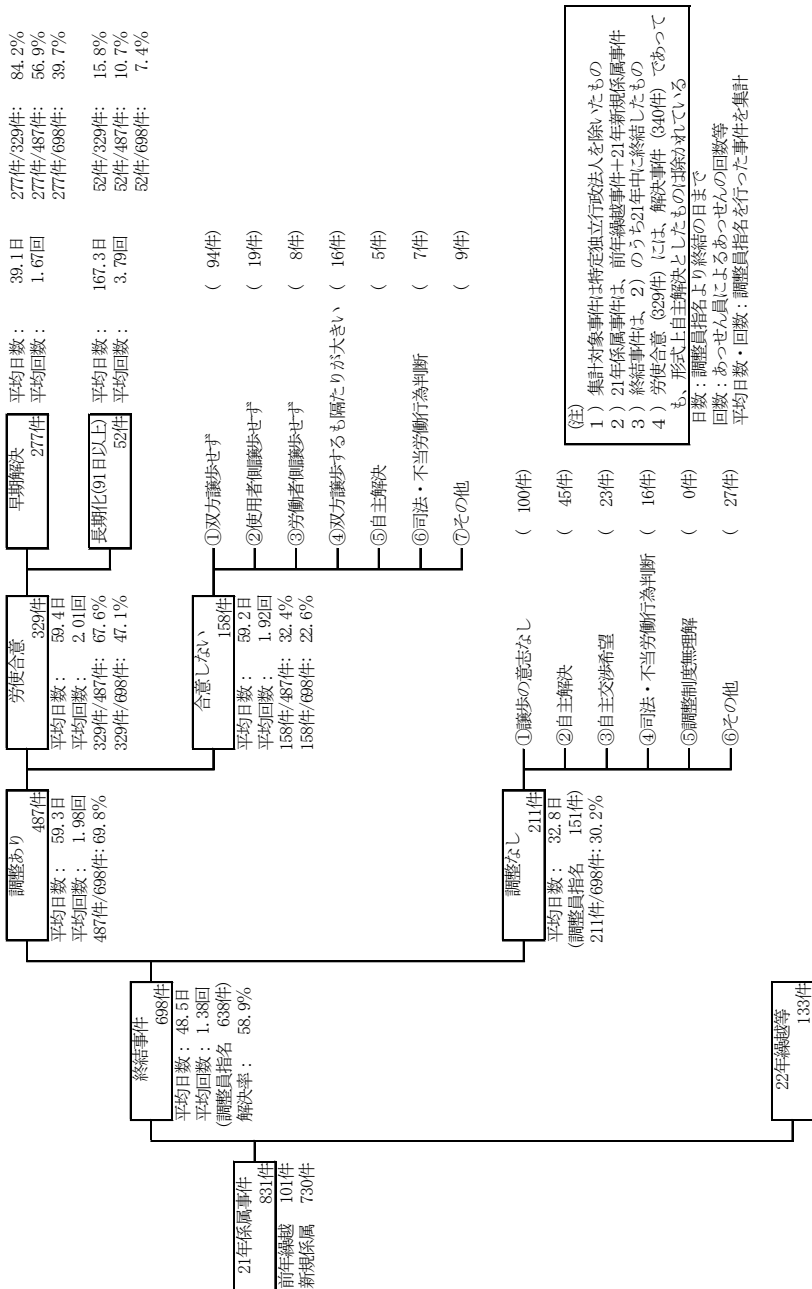 21年係属事件
831件
前年繰越 101件
新規係属 730件
終結事件
698件
平均日数： 48.5日
平均回数： 1.38回
(調整員指名 638件)
解決率： 58.9%
22年繰越等
133件
調整あり
487件
平均日数： 59.3日
平均回数： 1.98回
487件/698件: 69.8%
調整なし
211件
平均日数： 32.8日
(調整員指名 151件)
211件/698件: 30.2%
労使合意
329件
平均日数： 59.4日
平均回数： 2.01回
329件/487件: 67.6%
329件/698件: 47.1%
合意しない
158件
平均日数： 59.2日
平均回数： 1.92回
158件/487件: 32.4%
158件/698件: 22.6%
早期解決
277件
平均日数： 39.1日
平均回数： 1.67回
277件/329件: 84.2%
277件/487件: 56.9%
277件/698件: 39.7%
長期化(91日以上)
52件
平均日数： 167.3日
平均回数： 3.79回
52件/329件: 15.8%
52件/487件: 10.7%
52件/698件: 7.4%
①双方譲歩せず ( 94件)
②使用者側譲歩せず ( 19件)
③労働者側譲歩せず ( 8件)
④双方譲歩するも隔たりが大きい ( 16件)
⑤自主解決 ( 5件)
⑥司法・不当労働行為判断 ( 7件)
⑦その他 ( 9件)
①譲歩の意志なし ( 100件)
②自主解決 ( 45件)
③自主交渉希望 ( 23件)
④司法・不当労働行為判断 ( 16件)
⑤調整制度無理解 ( 0件)
⑥その他 ( 27件)
(注)
1 ) 集計対象事件は特定独立行政法人を除いたもの
2 ) 21年係属事件は、前年繰越事件+21年新規係属事件
3 ) 終結事件は、2）のうち21年中に終結したもの
4 ) 労使合意（329件）には、解決事件（340件）であって
も、形式上自主解決としたものは除かれている
日数：調整員指名より終結の日まで
回数：あっせん員によるあっせんの回数等
平均日数・回数：調整員指名を行った事件を集計